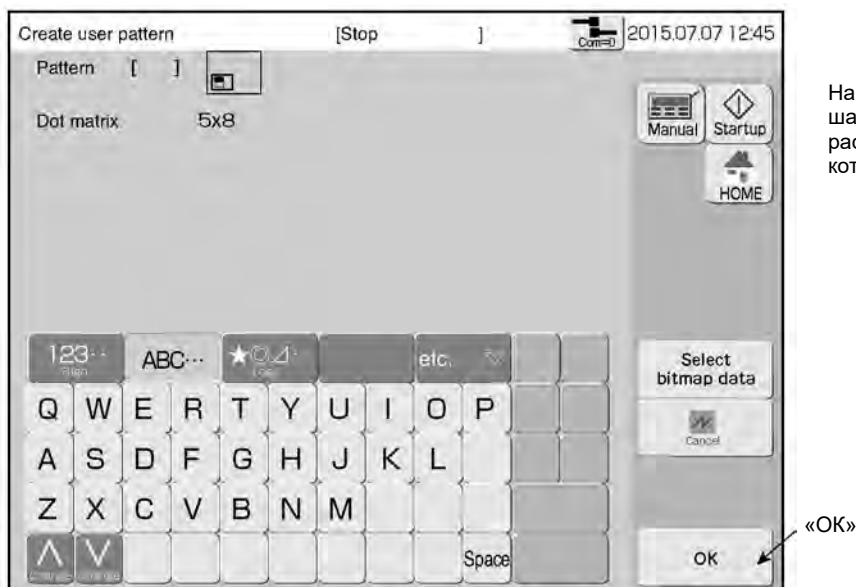 Create user pattern [Stop ] Com=0 2015.07.07 12:45
Pattern [ ]
Dot matrix 5x8
Manual Startup
HOME
На
ша
рас
кот
123·· ABC··· ★◎⊿· etc.
Select
bitmap data
Q W E R T Y U I O P
Cancel
A S D F G H J K L
Z X C V B N M
Space
OK
«ОК»